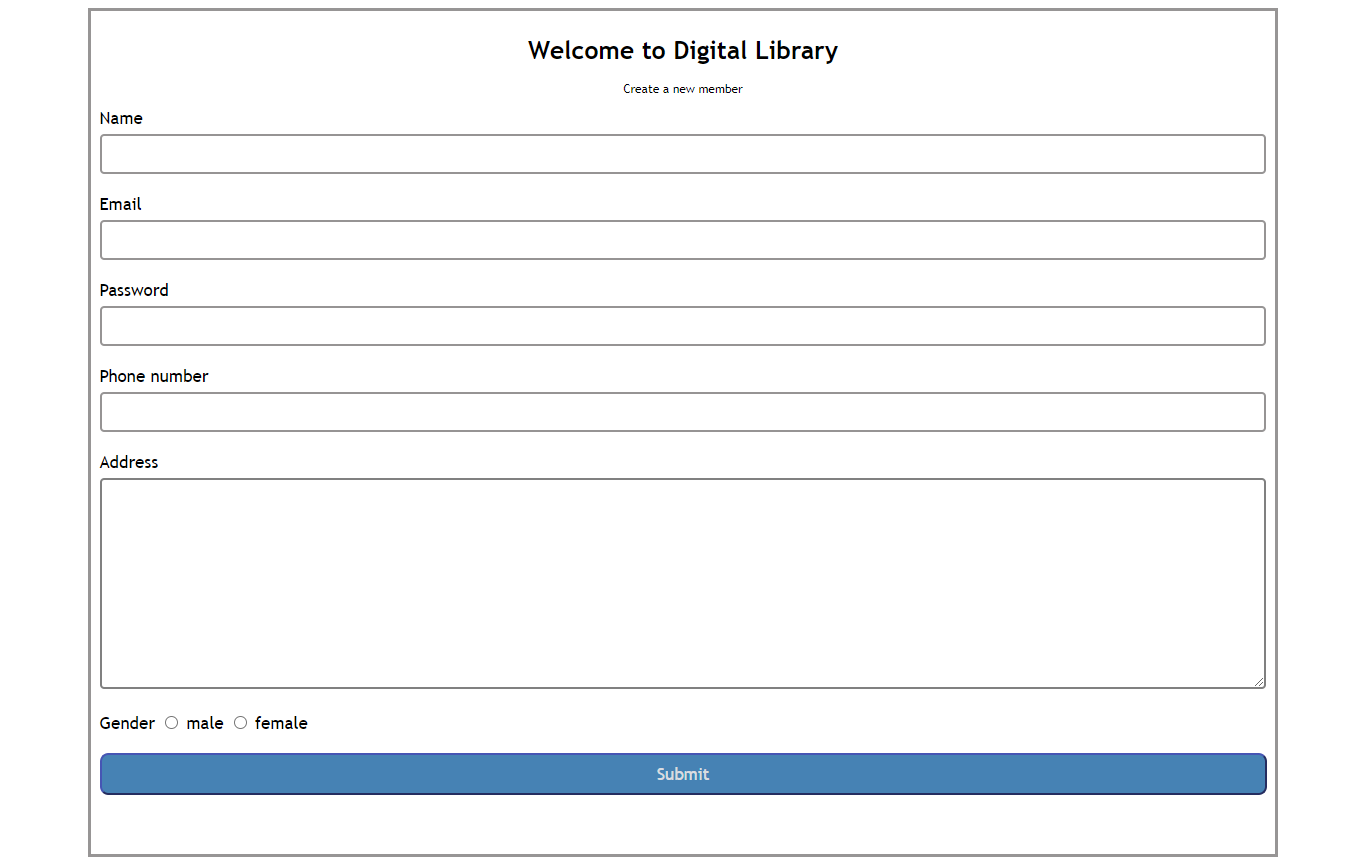 Welcome to Digital Library
Create a new member
Name
Email
Password
Phone number
Address
Gender male female
Submit